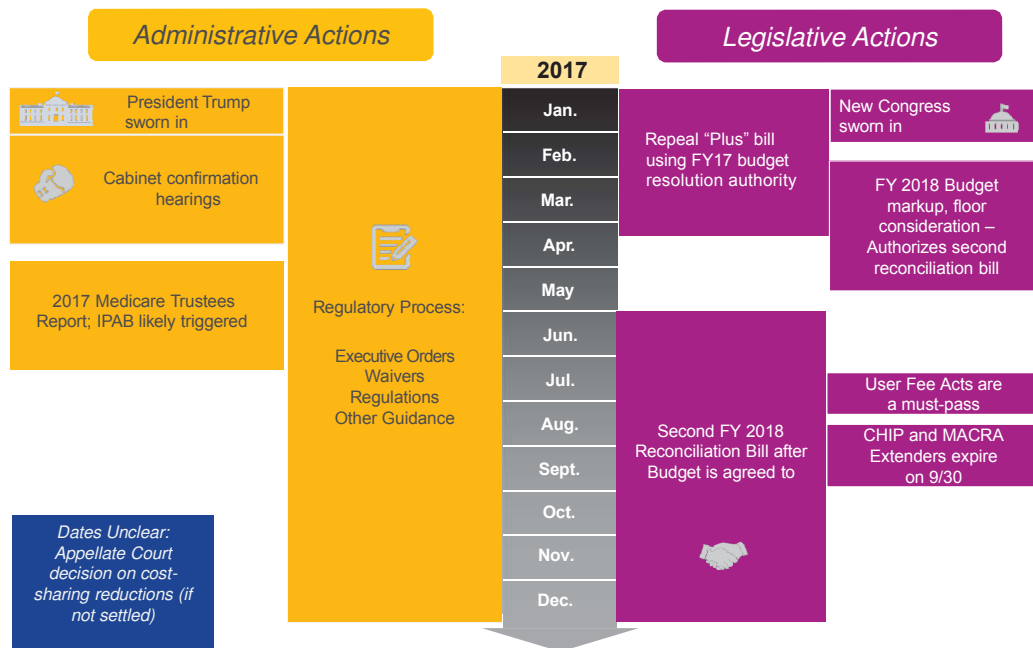 Administrative Actions
Legislative Actions
2017
President Trump
sworn in
Cabinet confirmation
hearings
2017 Medicare Trustees
Report; IPAB likely triggered
Dates Unclear:
Appellate Court
decision on cost-
sharing reductions (if
not settled)
Regulatory Process:
Executive Orders
Waivers
Regulations
Other Guidance
Jan.
Feb.
Mar.
Apr.
May
Jun.
Jul.
Aug.
Sept.
Oct.
Nov.
Dec.
Repeal “Plus” bill
using FY17 budget
resolution authority
Second FY 2018
Reconciliation Bill after
Budget is agreed to
New Congress
sworn in
FY 2018 Budget
markup, floor
consideration –
Authorizes second
reconciliation bill
User Fee Acts are
a must-pass
CHIP and MACRA
Extenders expire
on 9/30